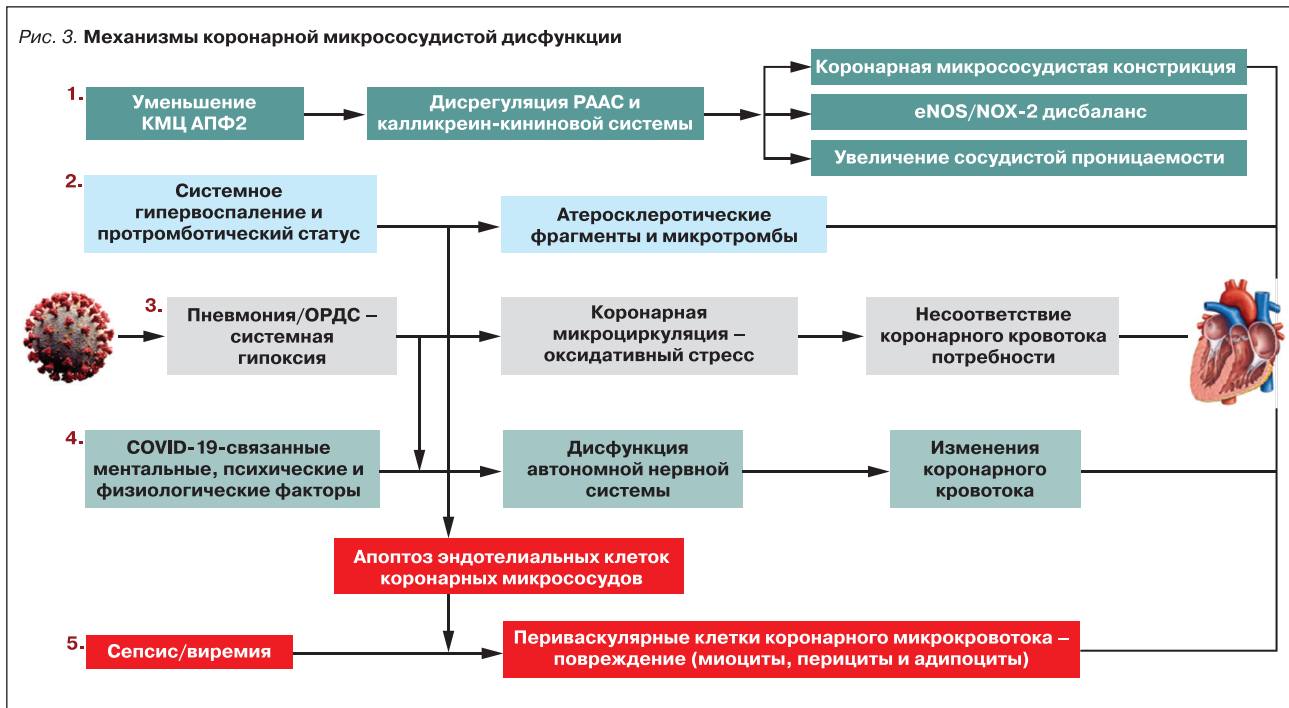 Рис. 3. Механизмы коронарной микрососудистой дисфункции
1.
Уменьшение
КМЦ АПФ2
Дисрегуляция РААС и
калликреин-кининовой системы
Коронарная микрососудистая констрикция
eNOS/NOX-2 дисбаланс
Увеличение сосудистой проницаемости
2.
Системное
гипервоспаление и
протромботический статус
Атеросклеротические
фрагменты и микротромбы
3.
Пневмония/ОРДС –
системная
гипоксия
Коронарная
микроциркуляция –
оксидативный стресс
Несоответствие
коронарного кровотока
потребности
4.
COVID-19-связанные
ментальные, психические и
физиологические факторы
Дисфункция
автономной нервной
системы
Изменения
коронарного
кровотока
Апоптоз эндотелиальных клеток
коронарных микрососудов
5.
Сепсис/виремия
Периваскулярные клетки коронарного микрокровотока –
повреждение (миоциты, перициты и адипоциты)